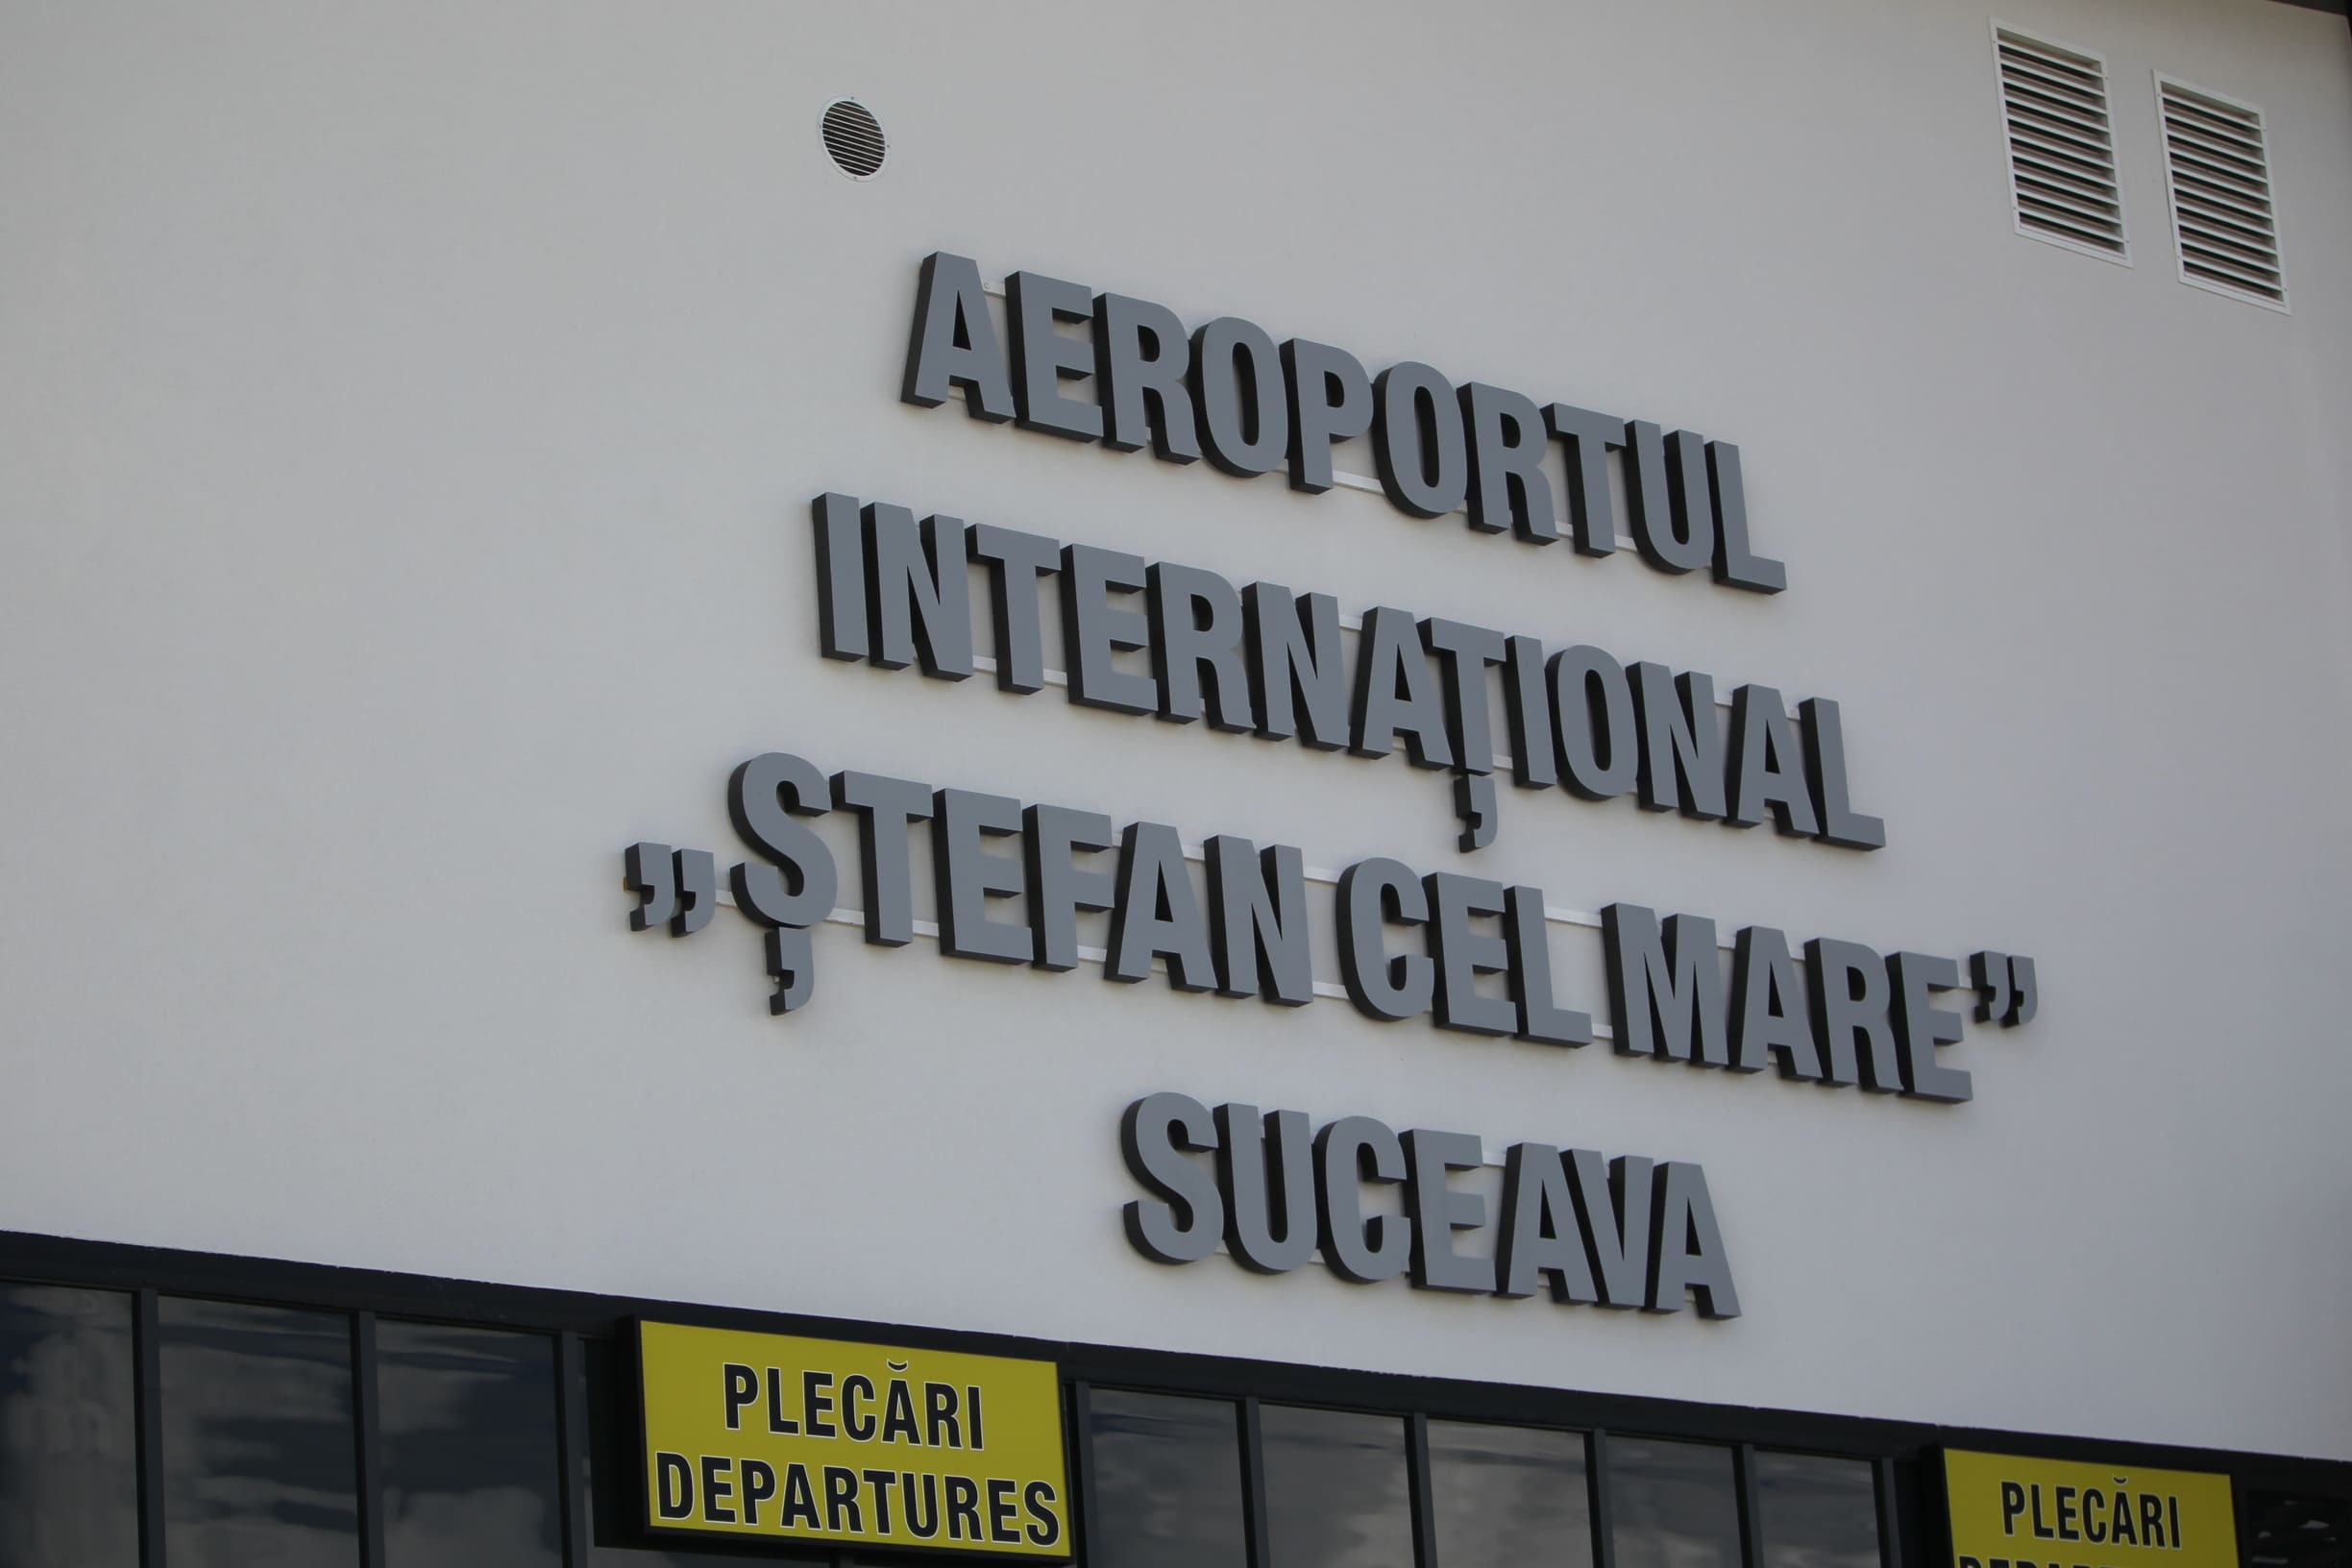 AEROPORTUL
INTERNAȚIONAL
„ȘTEFAN CEL MARE”
SUCEAVA
PLECĂRI
DEPARTURES
PLECĂRI